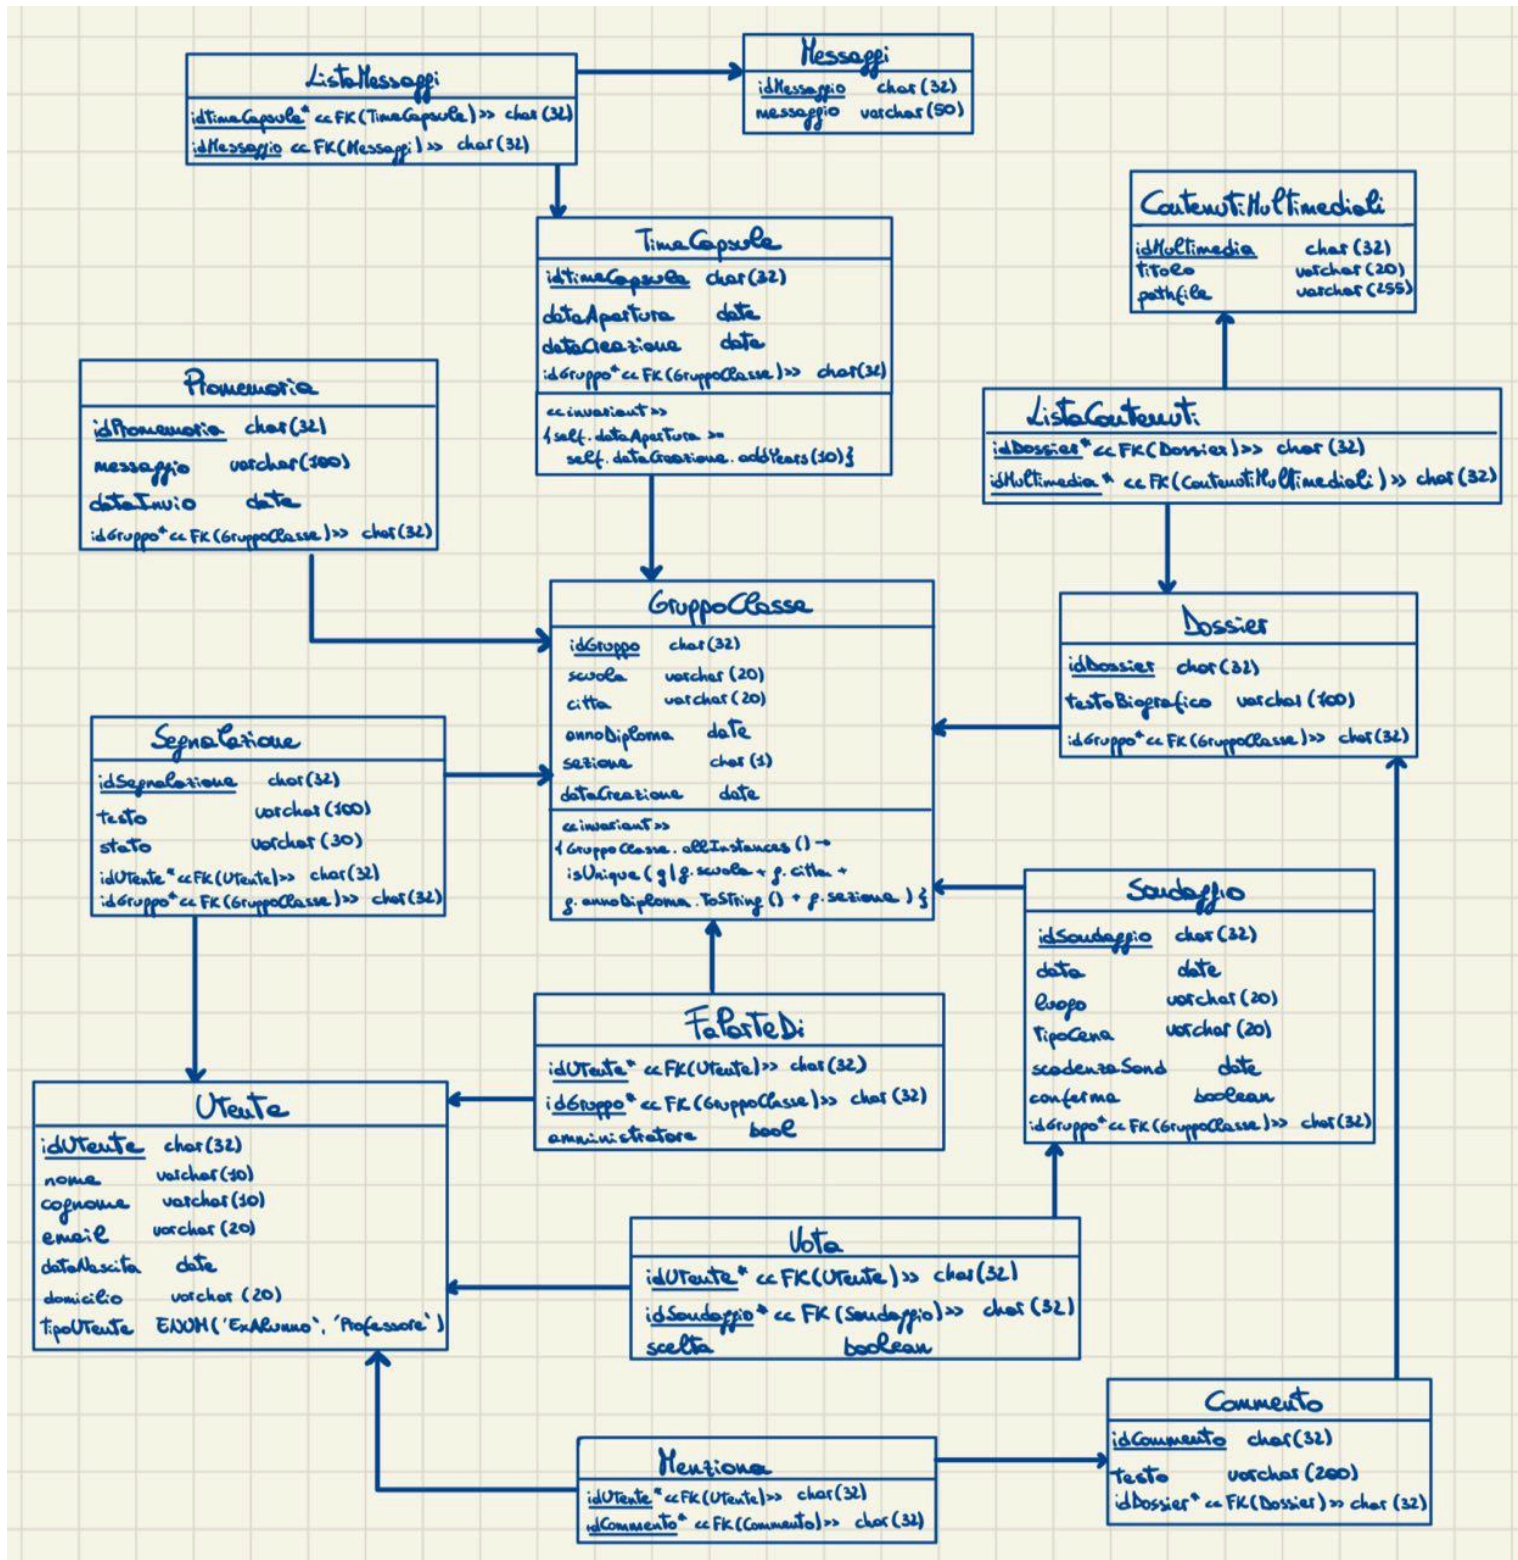 ListaMessaggi
idTimeCapsule* <<FK(TimeCapsule)>> char(32)
idMessaggio <<FK(Messaggi)>> char(32)
Messaggi
idMessaggio char(32)
messaggio varchar(50)
TimeCapsule
idTimeCapsule char(32)
dataApertura date
dataCreazione date
idGruppo* <<FK(GruppoClasse)>> char(32)
<<invariant>>
{self.dataApertura >=
self.dataCreazione.addYears(10)}
ContenutiMultimediali
idMultimedia char(32)
titolo varchar(20)
pathfile varchar(255)
ListaContenuti
idDossier* <<FK(Dossier)>> char(32)
idMultimedia* <<FK(ContenutiMultimediali)>> char(32)
Promemoria
idPromemoria char(32)
messaggio varchar(100)
dataInvio date
idGruppo* <<FK(GruppoClasse)>> char(32)
GruppoClasse
idGruppo char(32)
scuola varchar(20)
citta varchar(20)
annoDiploma date
sezione char(1)
dataCreazione date
<<invariant>>
{GruppoClasse.allInstances() →
isUnique(g|g.scuola + g.citta +
g.annoDiploma.ToString() + g.sezione)}
Dossier
idDossier char(32)
testoBiografico varchar(100)
idGruppo* <<FK(GruppoClasse)>> char(32)
Segnalazione
idSegnalazione char(32)
testo varchar(100)
stato varchar(30)
idUtente* <<FK(Utente)>> char(32)
idGruppo* <<FK(GruppoClasse)>> char(32)
Sondaggio
idSondaggio char(32)
data date
luogo varchar(20)
tipoCena varchar(20)
scadenzaSond date
conferma boolean
idGruppo* <<FK(GruppoClasse)>> char(32)
FaParteDi
idUtente* <<FK(Utente)>> char(32)
idGruppo* <<FK(GruppoClasse)>> char(32)
amministratore bool
Utente
idUtente char(32)
nome varchar(10)
cognome varchar(10)
email varchar(20)
dataNascita date
domicilio varchar(20)
tipoUtente ENUM('ExAlunno', 'Professore')
Vota
idUtente* <<FK(Utente)>> char(32)
idSondaggio* <<FK(Sondaggio)>> char(32)
scelta boolean
Commento
idCommento char(32)
testo varchar(200)
idDossier* <<FK(Dossier)>> char(32)
Menziona
idUtente* <<FK(Utente)>> char(32)
idCommento* <<FK(Commento)>> char(32)